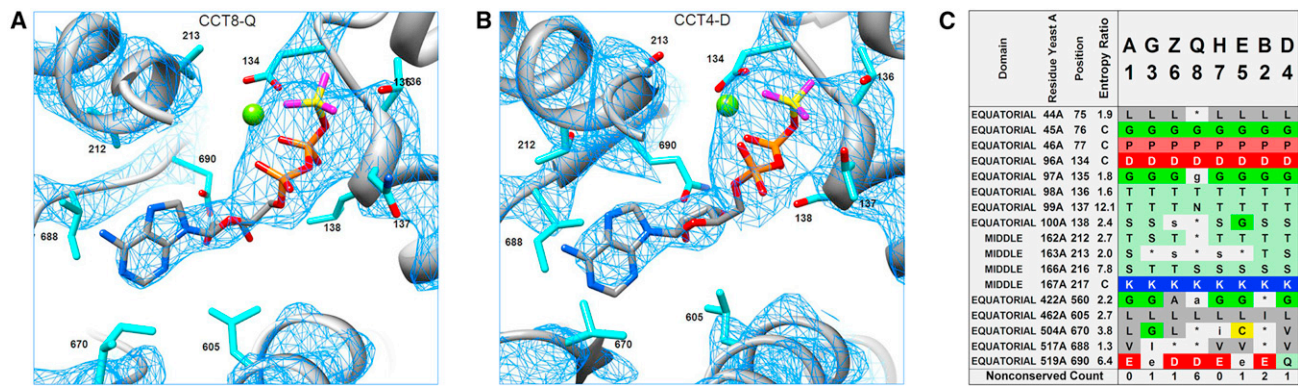 A
CCT8-Q
213
134
136
136
212
690
688
138
137
670
605
B
CCT4-D
213
134
136
212
690
688
138
137
605
670
C
Domain Residue Yeast A Position Entropy Ratio A 1 G 3 Z 6 Q 8 H 7 E 5 B 2 D 4
EQUATORIAL 44A 75 1.9 L L L * L L L L
EQUATORIAL 45A 76 C G G G G G G G G
EQUATORIAL 46A 77 C P P P P P P P P
EQUATORIAL 96A 134 C D D D D D D D D
EQUATORIAL 97A 135 1.8 G G G g G G G G
EQUATORIAL 98A 136 1.6 T T T T T T T T
EQUATORIAL 99A 137 12.1 T T T N T T T T
EQUATORIAL 100A 138 2.4 S S s * S G S S
MIDDLE 162A 212 2.7 T S T * T T T T
MIDDLE 163A 213 2.0 S * s * s * T S
MIDDLE 166A 216 7.8 S T T S S S S S
MIDDLE 167A 217 C K K K K K K K K
EQUATORIAL 422A 560 2.2 G G A a G G * G
EQUATORIAL 462A 605 2.7 L L L L L L I L
EQUATORIAL 504A 670 3.8 L G L * i C * V
EQUATORIAL 517A 688 1.3 V I * * V V * V
EQUATORIAL 519A 690 6.4 E e D D E e E Q
Nonconserved Count 0 1 1 6 0 1 2 1